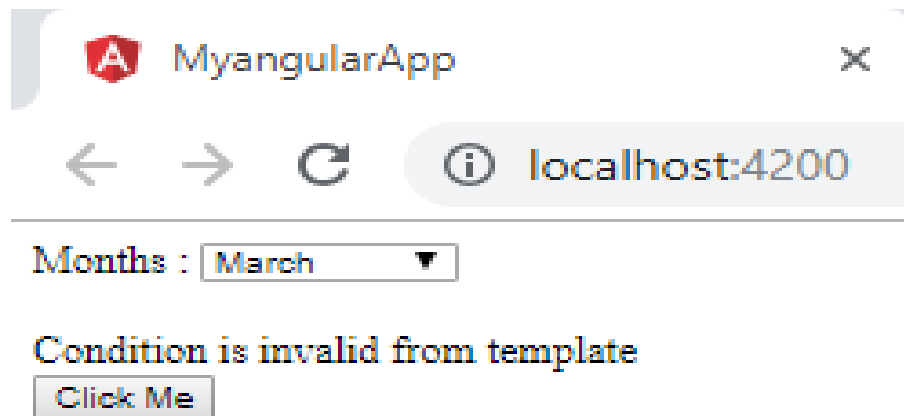 MyangularApp
localhost:4200
Months : March
Condition is invalid from template
Click Me